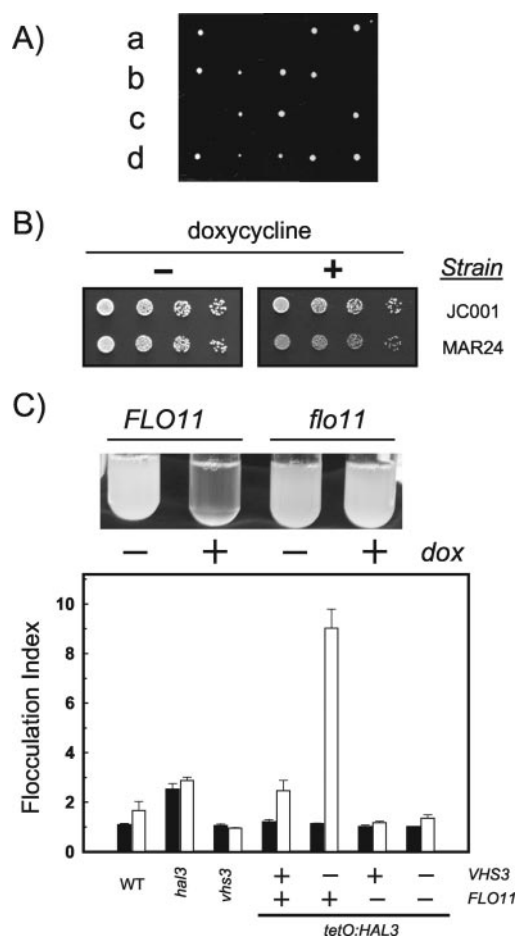 A)
a
b
c
d
B)
doxycycline
− + Strain
JC001
MAR24
C)
FLO11 flo11
− + − + dox
Flocculation Index
10
8
6
4
2
0
WT hal3 vhs3
+ − + − VHS3
+ + − − FLO11
tetO:HAL3